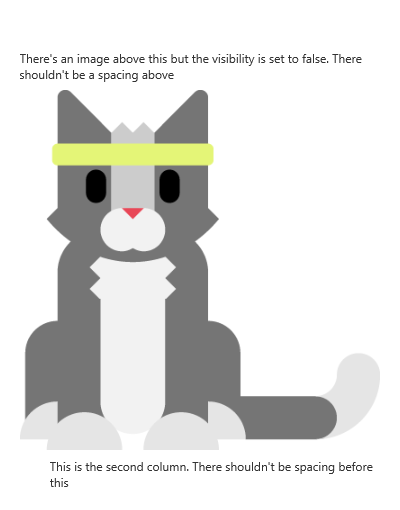 There's an image above this but the visibility is set to false. There
shouldn't be a spacing above
This is the second column. There shouldn't be spacing before
this